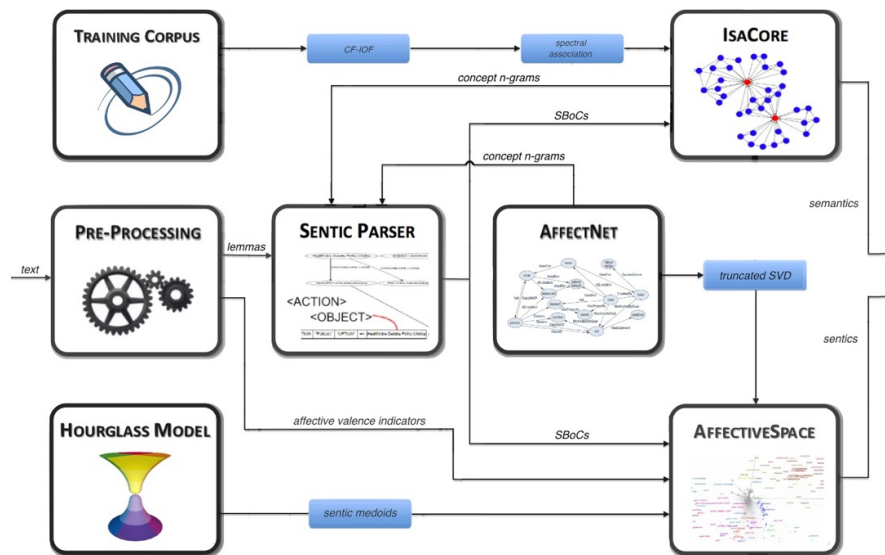 TRAINING CORPUS
CF-IOF
spectral
association
ISACORE
concept n-grams
SBoCs
concept n-grams
semantics
PRE-PROCESSING
lemmas
SENTIC PARSER
AFFECTNET
text
truncated SVD
<ACTION>
<OBJECT>
sentics
HOURGLASS MODEL
affective valence indicators
SBoCs
AFFECTIVESPACE
sentic medoids